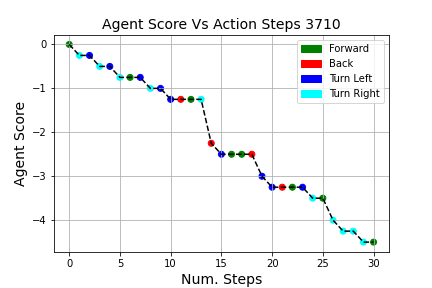 Agent Score Vs Action Steps 3710
Forward
Back
Turn Left
Turn Right
Agent Score
0
−1
−2
−3
−4
0 5 10 15 20 25 30
Num. Steps